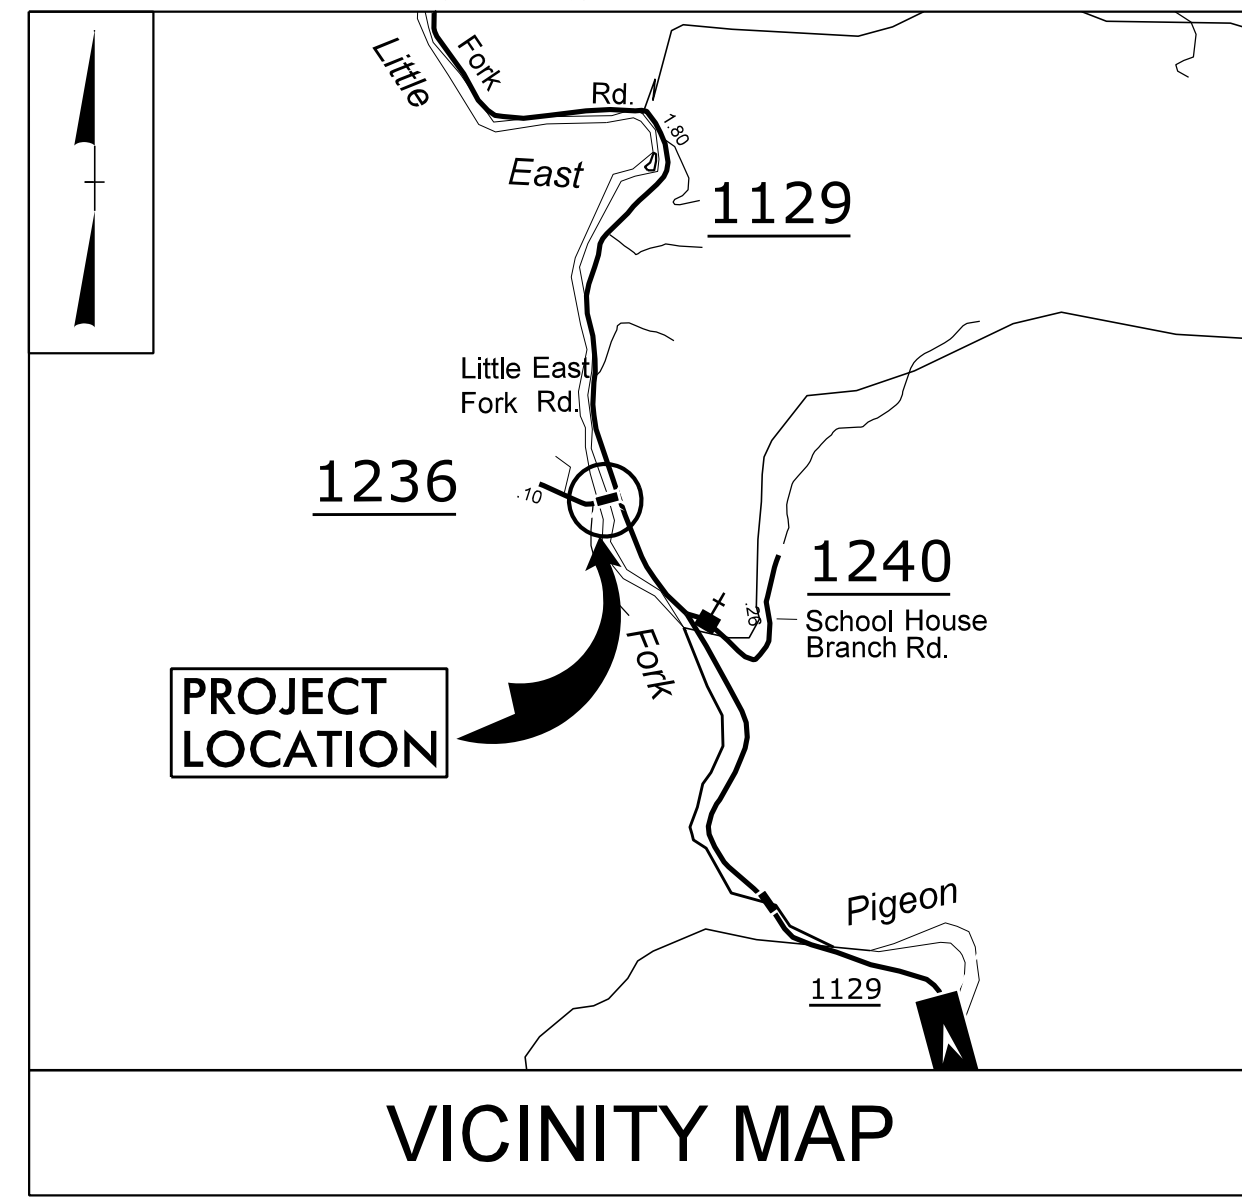 Little
Fork
Rd.
1.80
East
1129
Little East
Fork Rd.
1236
.10
1240
.26
School House
Branch Rd.
Fork
PROJECT
LOCATION
Pigeon
1129
VICINITY MAP